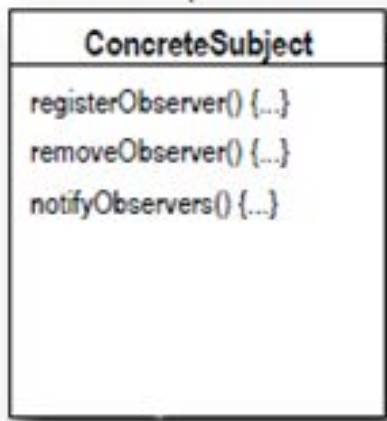 ConcreteSubject
registerObserver() {...}
removeObserver() {...}
notifyObservers() {...}